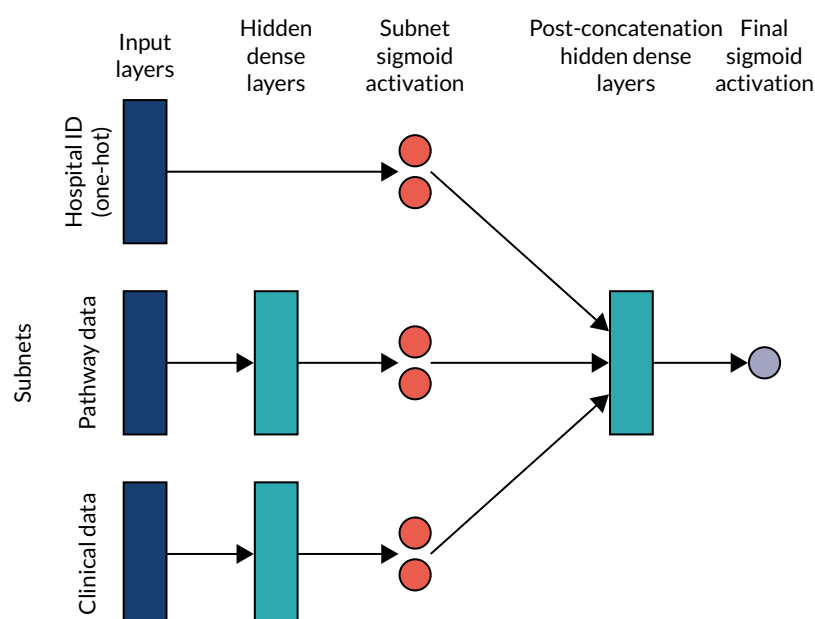 Input
layers
Hidden
dense
layers
Subnet
sigmoid
activation
Post-concatenation
hidden dense
layers
Final
sigmoid
activation
Subnets
Hospital ID
(one-hot)
Pathway data
Clinical data